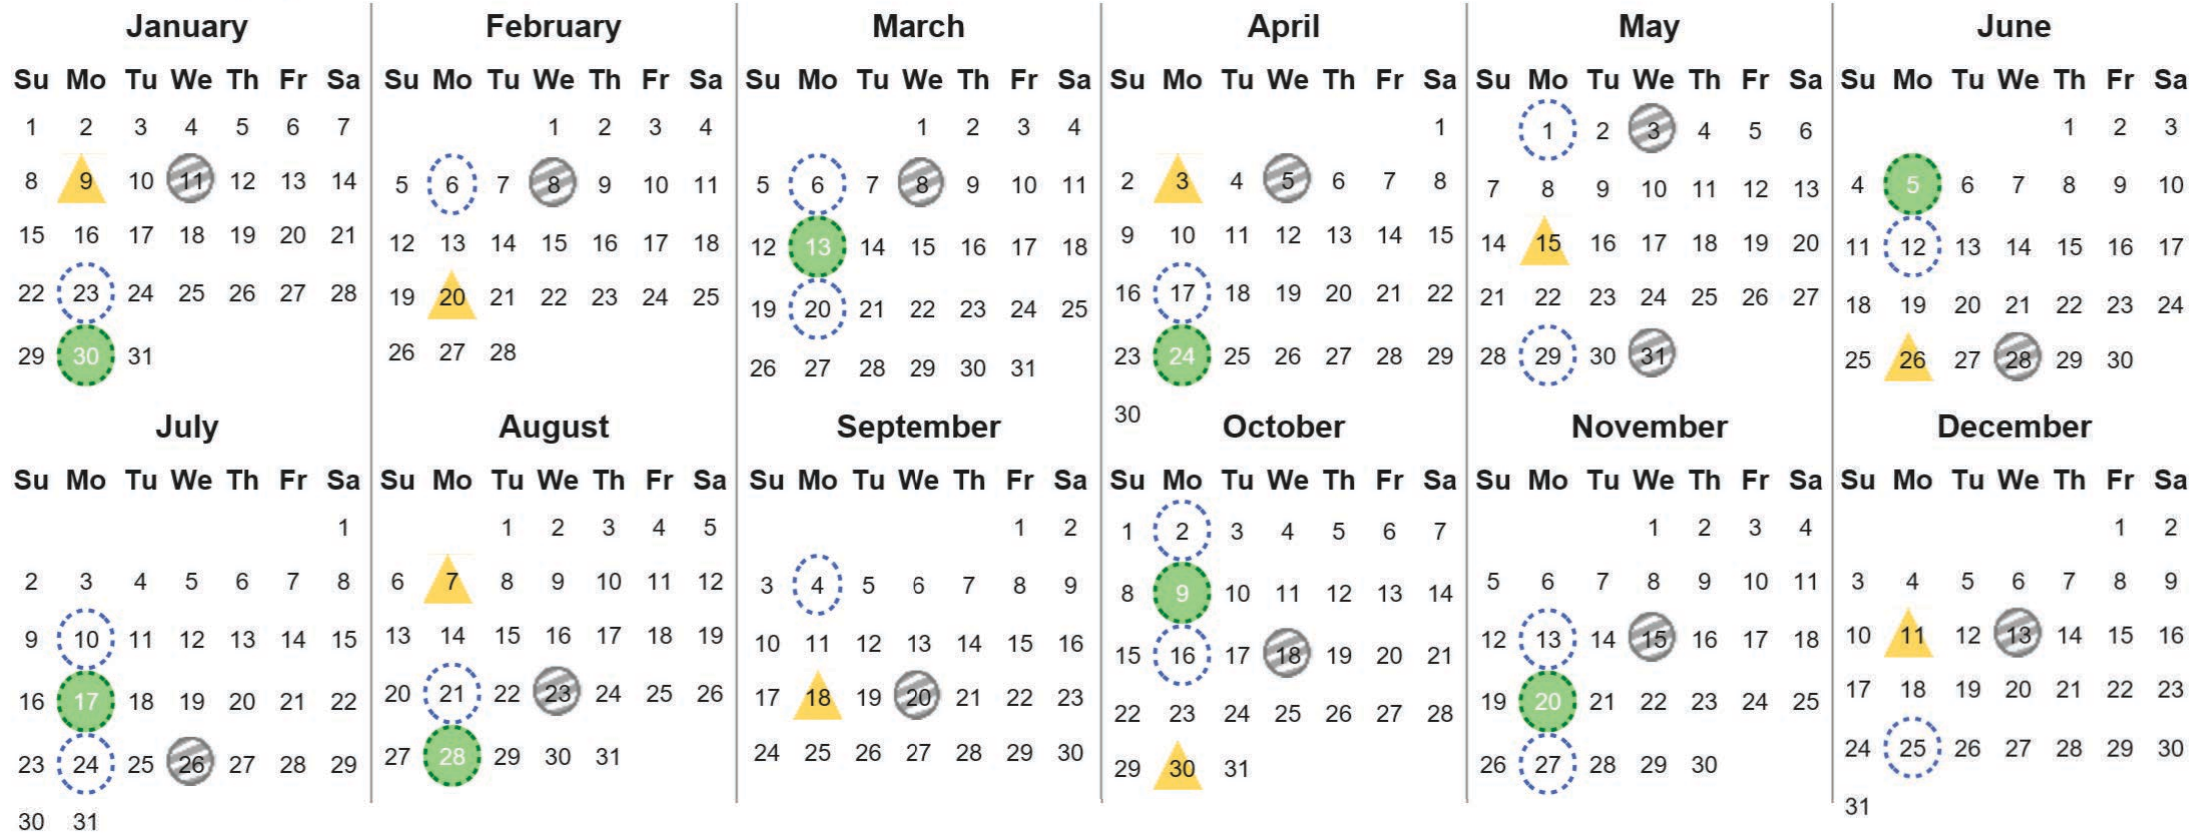 January February March April May June
Su Mo Tu We Th Fr Sa Su Mo Tu We Th Fr Sa Su Mo Tu We Th Fr Sa Su Mo Tu We Th Fr Sa Su Mo Tu We Th Fr Sa Su Mo Tu We Th Fr Sa
1 2 3 4 5 6 7 1 2 3 4 1 2 3 4 1 1 2 3 4 5 6 1 2 3
8 9 10 11 12 13 14 5 6 7 8 9 10 11 5 6 7 8 9 10 11 2 3 4 5 6 7 8 7 8 9 10 11 12 13 4 5 6 7 8 9 10
15 16 17 18 19 20 21 12 13 14 15 16 17 18 12 13 14 15 16 17 18 9 10 11 12 13 14 15 14 15 16 17 18 19 20 11 12 13 14 15 16 17
22 23 24 25 26 27 28 19 20 21 22 23 24 25 19 20 21 22 23 24 25 16 17 18 19 20 21 22 21 22 23 24 25 26 27 18 19 20 21 22 23 24
29 30 31 26 27 28 26 27 28 29 30 31 23 24 25 26 27 28 29 28 29 30 31 25 26 27 28 29 30
30
July August September October November December
Su Mo Tu We Th Fr Sa Su Mo Tu We Th Fr Sa Su Mo Tu We Th Fr Sa Su Mo Tu We Th Fr Sa Su Mo Tu We Th Fr Sa Su Mo Tu We Th Fr Sa
1 1 2 3 4 5 1 2 1 2 3 4 5 6 7 1 2 3 4 1 2
2 3 4 5 6 7 8 6 7 8 9 10 11 12 3 4 5 6 7 8 9 8 9 10 11 12 13 14 5 6 7 8 9 10 11 3 4 5 6 7 8 9
9 10 11 12 13 14 15 13 14 15 16 17 18 19 10 11 12 13 14 15 16 15 16 17 18 19 20 21 12 13 14 15 16 17 18 10 11 12 13 14 15 16
16 17 18 19 20 21 22 20 21 22 23 24 25 26 17 18 19 20 21 22 23 22 23 24 25 26 27 28 19 20 21 22 23 24 25 17 18 19 20 21 22 23
23 24 25 26 27 28 29 27 28 29 30 31 24 25 26 27 28 29 30 29 30 31 26 27 28 29 30 24 25 26 27 28 29 30
30 31 31